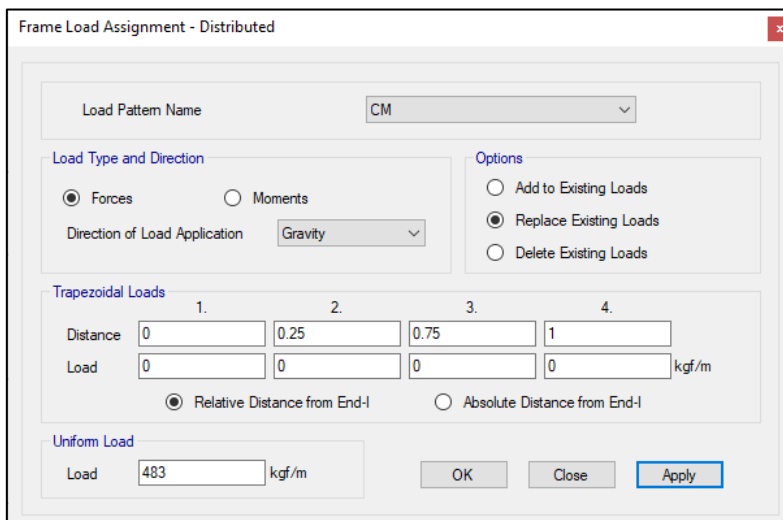 Frame Load Assignment - Distributed
x
Load Pattern Name CM
Load Type and Direction
Forces Moments
Direction of Load Application Gravity
Options
Add to Existing Loads
Replace Existing Loads
Delete Existing Loads
Trapezoidal Loads
1. 2. 3. 4.
Distance 0 0.25 0.75 1
Load 0 0 0 0 kgf/m
Relative Distance from End-I Absolute Distance from End-I
Uniform Load
Load 483 kgf/m
OK Close Apply